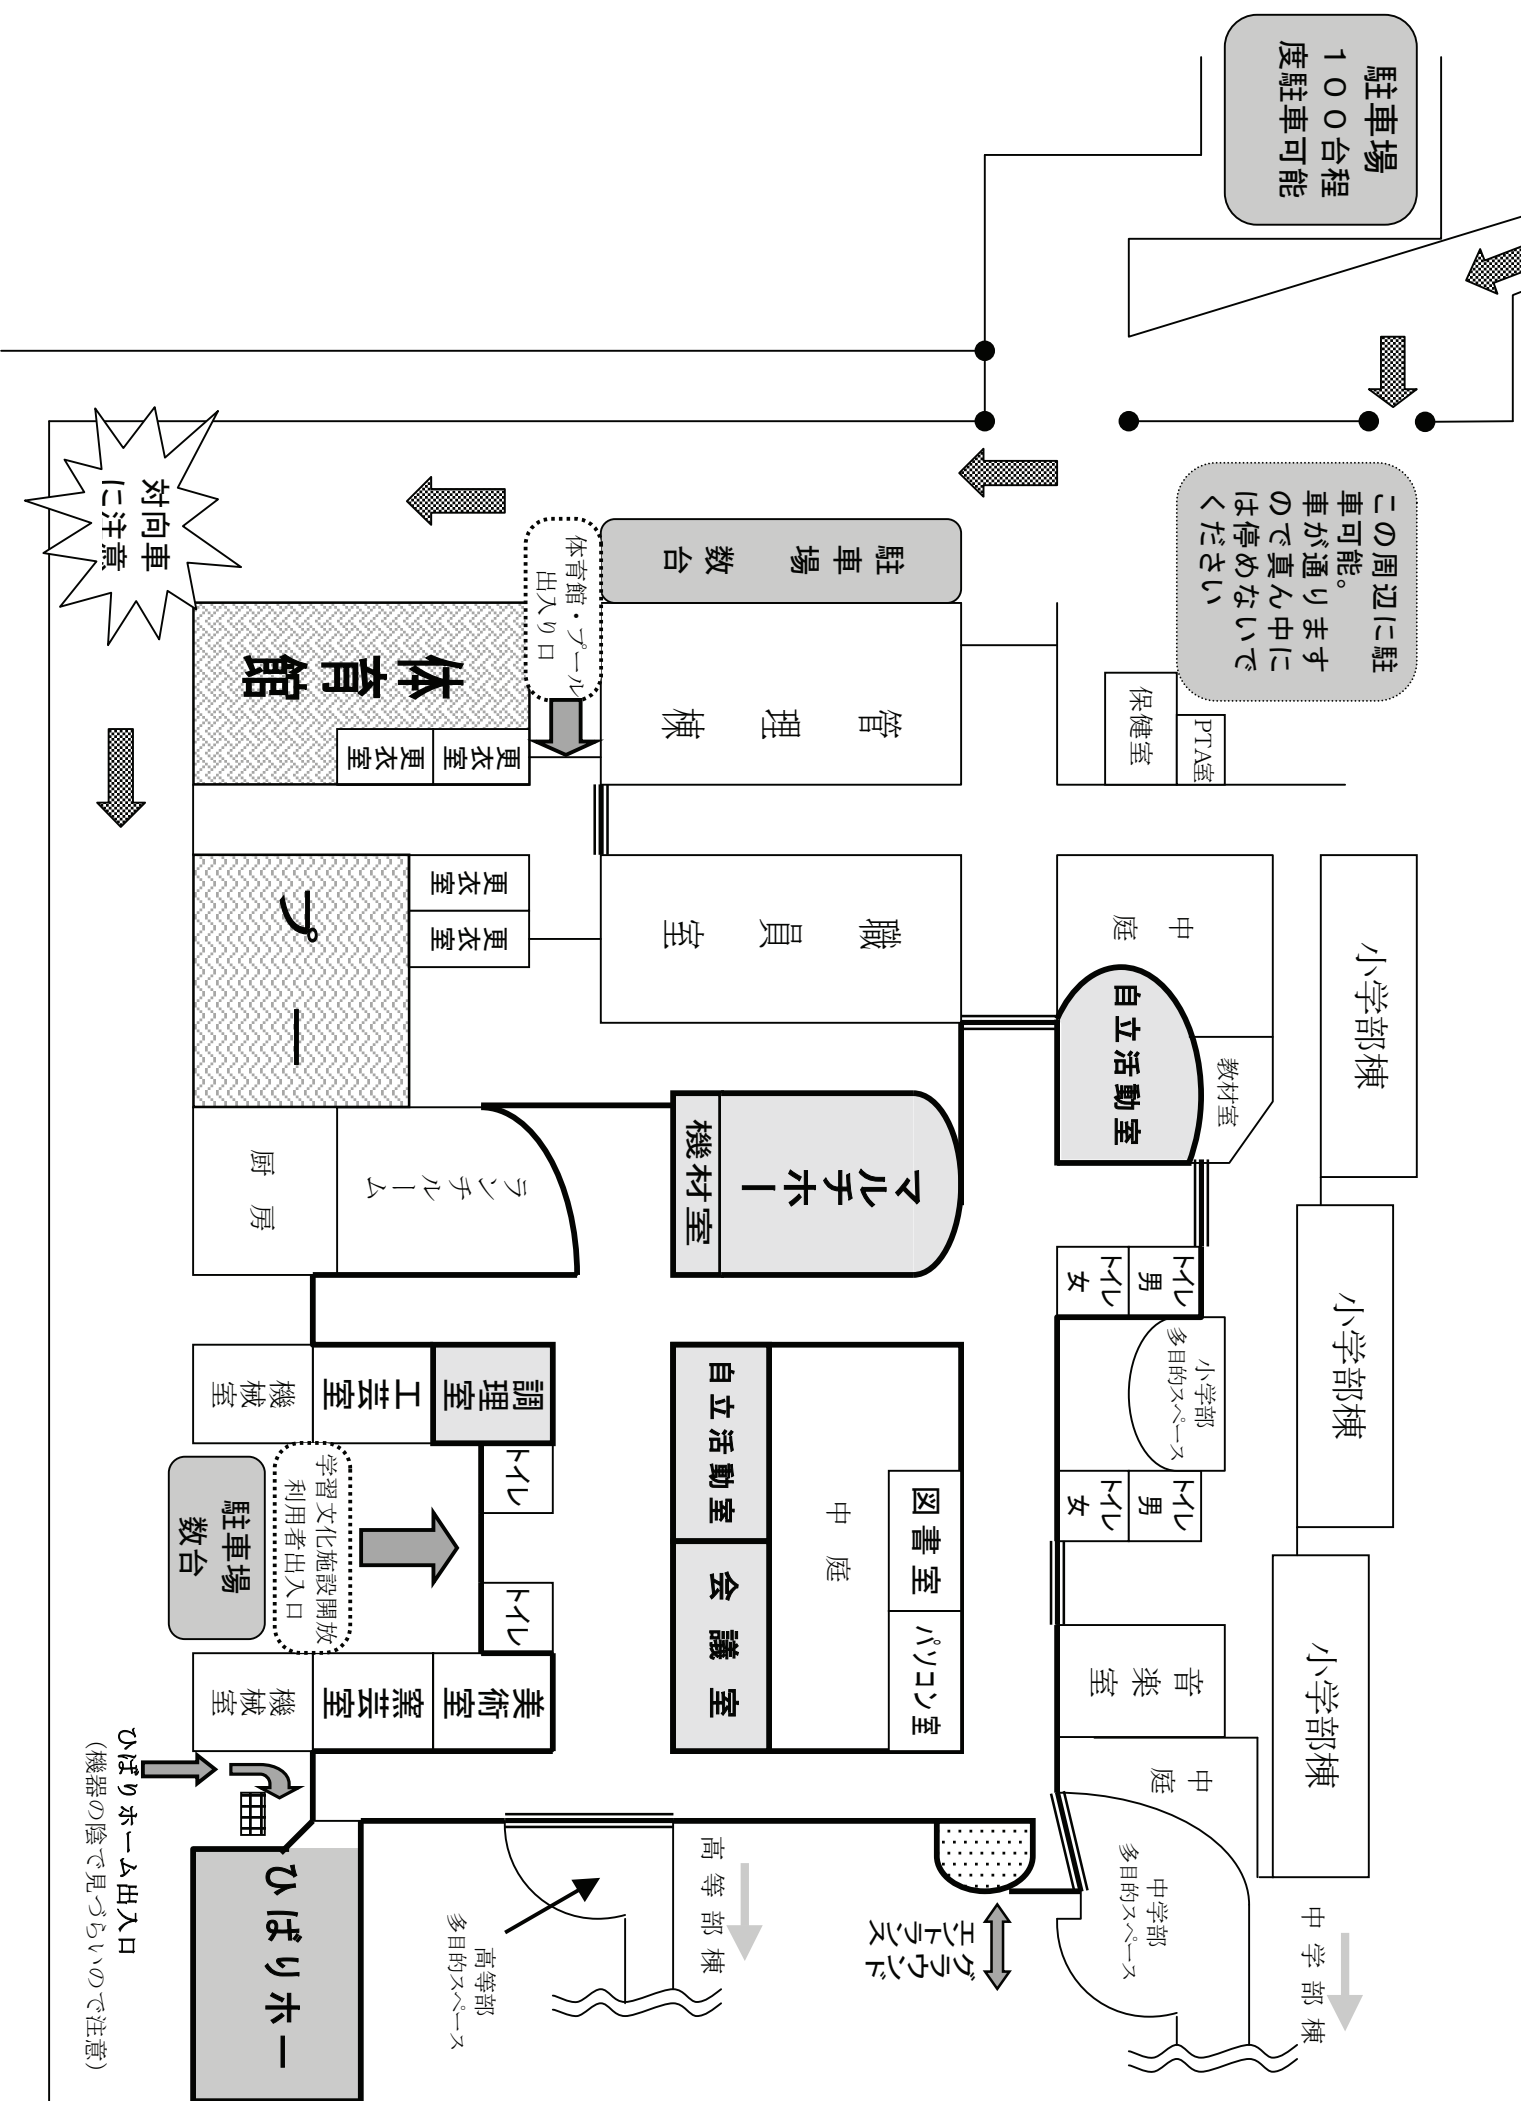 駐車場
１００台程
度駐車可能
この周辺に駐
車可能。
車が通ります
ので真ん中に
は停めないで
ください
PTA室
保健室
駐車場　数台
体育館・プール
出入り口
対向車
に注意
管理棟
体育館
更衣室
更衣室
小学部棟
中庭
自立活動室
教材室
職員室
更衣室
更衣室
プー
小学部棟
トイレ
男
トイレ
女
マルチホー
機材室
ランチルーム
厨房
小学部
多目的スペース
トイレ
男
トイレ
女
図書室
パソコン室
中庭
自立活動室
会議室
調理室
工芸室
機械室
トイレ
トイレ
学習文化施設開放
利用者出入口
駐車場
数台
小学部棟
音楽室
美術室
窯芸室
機械室
中庭
中学部
多目的スペース
中学部棟
グラウンド
エントランス
高等部棟
高等部
多目的スペース
ひばりホーム出入口
（機器の陰で見づらいので注意）
ひばりホー